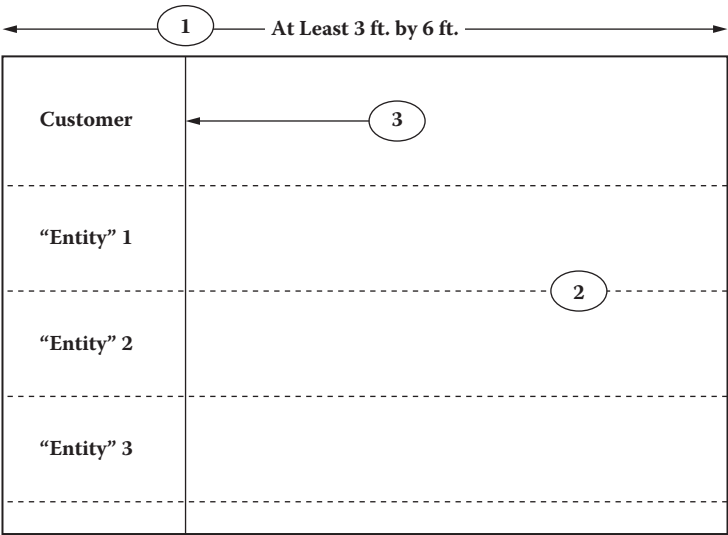 1
At Least 3 ft. by 6 ft.
Customer
3
“Entity” 1
2
“Entity” 2
“Entity” 3